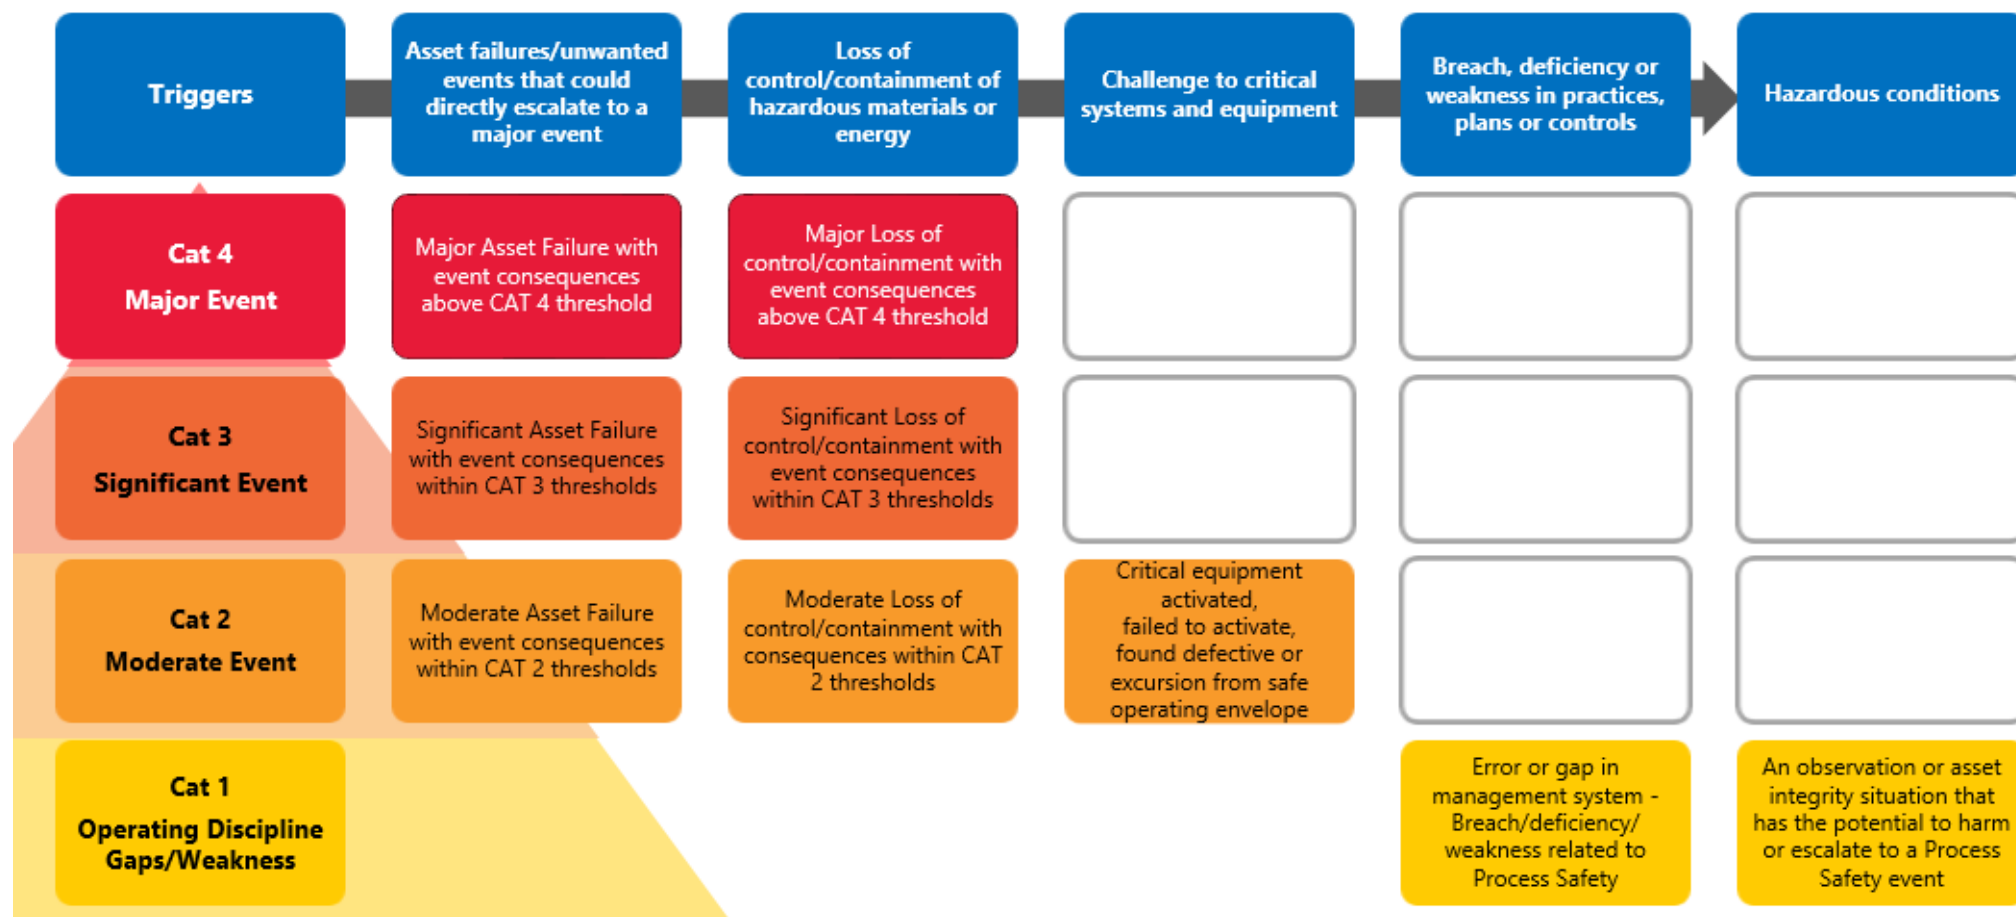 Triggers
Asset failures/unwanted
events that could
directly escalate to a
major event
Loss of
control/containment of
hazardous materials or
energy
Challenge to critical
systems and equipment
Breach, deficiency or
weakness in practices,
plans or controls
Hazardous conditions
Cat 4
Major Event
Major Asset Failure with
event consequences
above CAT 4 threshold
Major Loss of
control/containment with
event consequences
above CAT 4 threshold
Cat 3
Significant Event
Significant Asset Failure
with event consequences
within CAT 3 thresholds
Significant Loss of
control/containment with
event consequences
within CAT 3 thresholds
Cat 2
Moderate Event
Moderate Asset Failure
with event consequences
within CAT 2 thresholds
Moderate Loss of
control/containment with
consequences within CAT
2 thresholds
Critical equipment
activated,
failed to activate,
found defective or
excursion from safe
operating envelope
Cat 1
Operating Discipline
Gaps/Weakness
Error or gap in
management system -
Breach/deficiency/
weakness related to
Process Safety
An observation or asset
integrity situation that
has the potential to harm
or escalate to a Process
Safety event